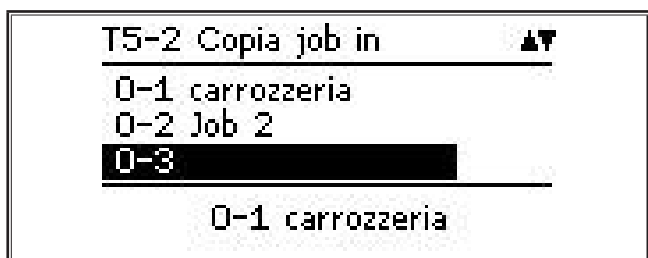 T5-2 Copia job in ▲▼
0-1 carrozzeria
0-2 Job 2
0-3
0-1 carrozzeria